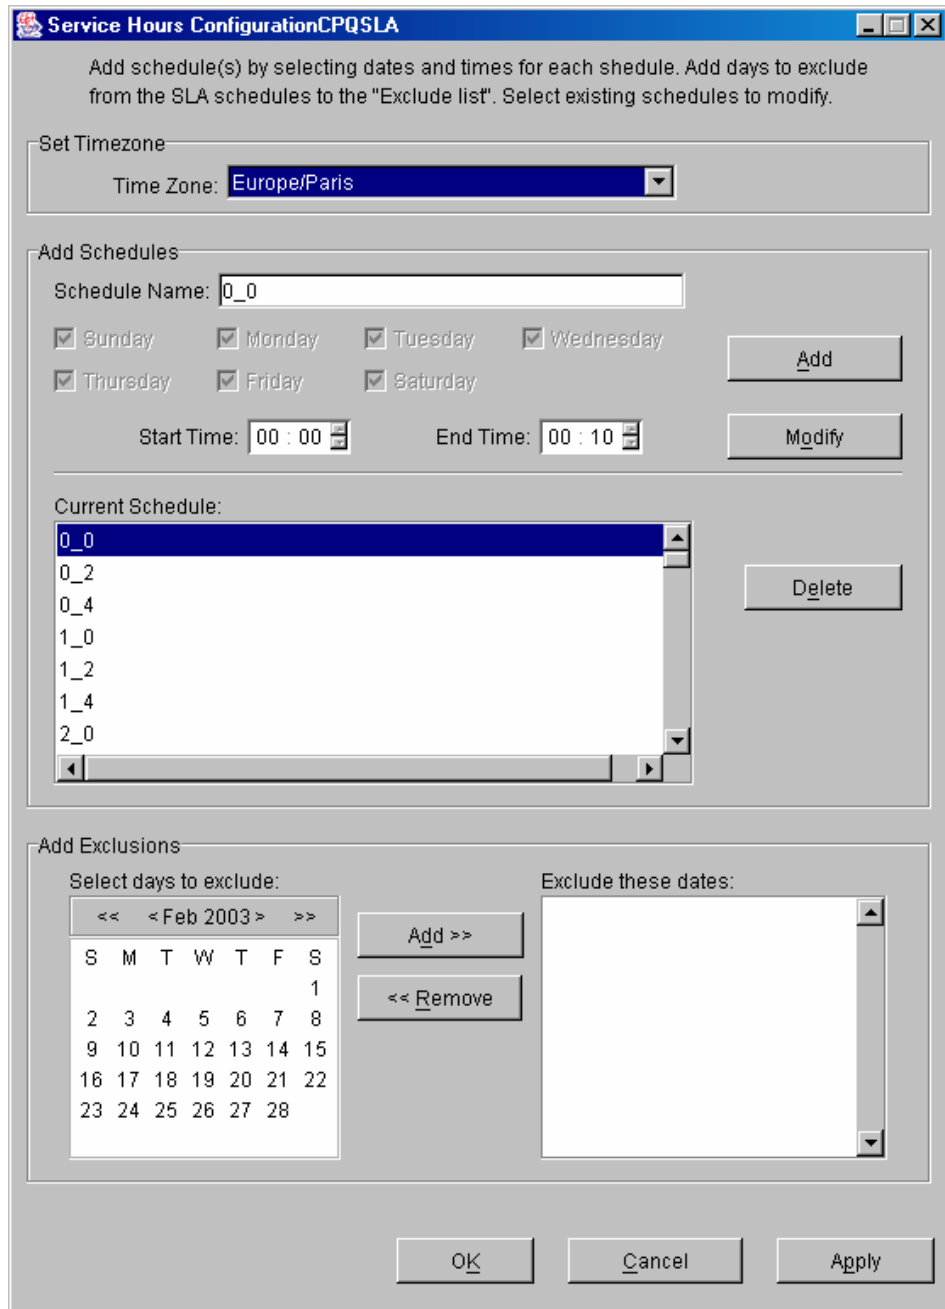 Service Hours ConfigurationCPQSLA
Add schedule(s) by selecting dates and times for each shedule. Add days to exclude
from the SLA schedules to the "Exclude list". Select existing schedules to modify.
Set Timezone
Time Zone: Europe/Paris
Add Schedules
Schedule Name: 0_0
Sunday Monday Tuesday Wednesday
Thursday Friday Saturday
Add
Start Time: 00 : 00 End Time: 00 : 10
Modify
Current Schedule:
0_0
0_2
0_4
1_0
1_2
1_4
2_0
Delete
Add Exclusions
Select days to exclude:
<< < Feb 2003 > >>
S M T W T F S
1
2 3 4 5 6 7 8
9 10 11 12 13 14 15
16 17 18 19 20 21 22
23 24 25 26 27 28
Add >>
<< Remove
Exclude these dates:
OK Cancel Apply